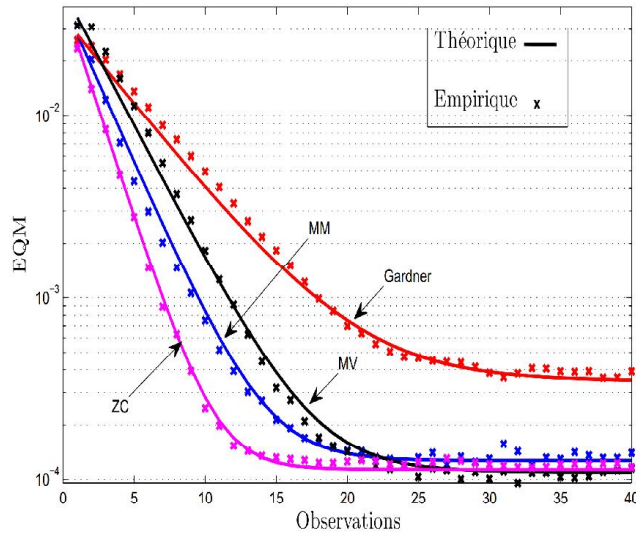 Théorique
Empirique
10⁻²
10⁻³
10⁻⁴
EQM
MM
Gardner
MV
ZC
0 5 10 15 20 25 30 35 40
Observations